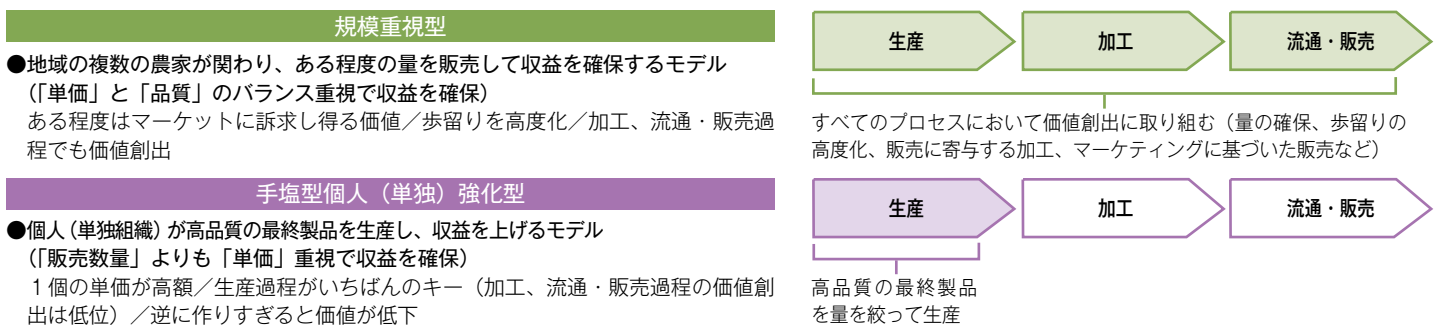 規模重視型
●地域の複数の農家が関わり、ある程度の量を販売して収益を確保するモデル
(「単価」と「品質」のバランス重視で収益を確保)
ある程度はマーケットに訴求し得る価値／歩留りを高度化／加工、流通・販売過
程でも価値創出
生産
加工
流通・販売
すべてのプロセスにおいて価値創出に取り組む（量の確保、歩留りの
高度化、販売に寄与する加工、マーケティングに基づいた販売など）
手塩型個人（単独）強化型
●個人（単独組織）が高品質の最終製品を生産し、収益を上げるモデル
(「販売数量」よりも「単価」重視で収益を確保)
１個の単価が高額／生産過程がいちばんのキー（加工、流通・販売過程の価値創
出は低位）／逆に作りすぎると価値が低下
生産
加工
流通・販売
高品質の最終製品
を量を絞って生産